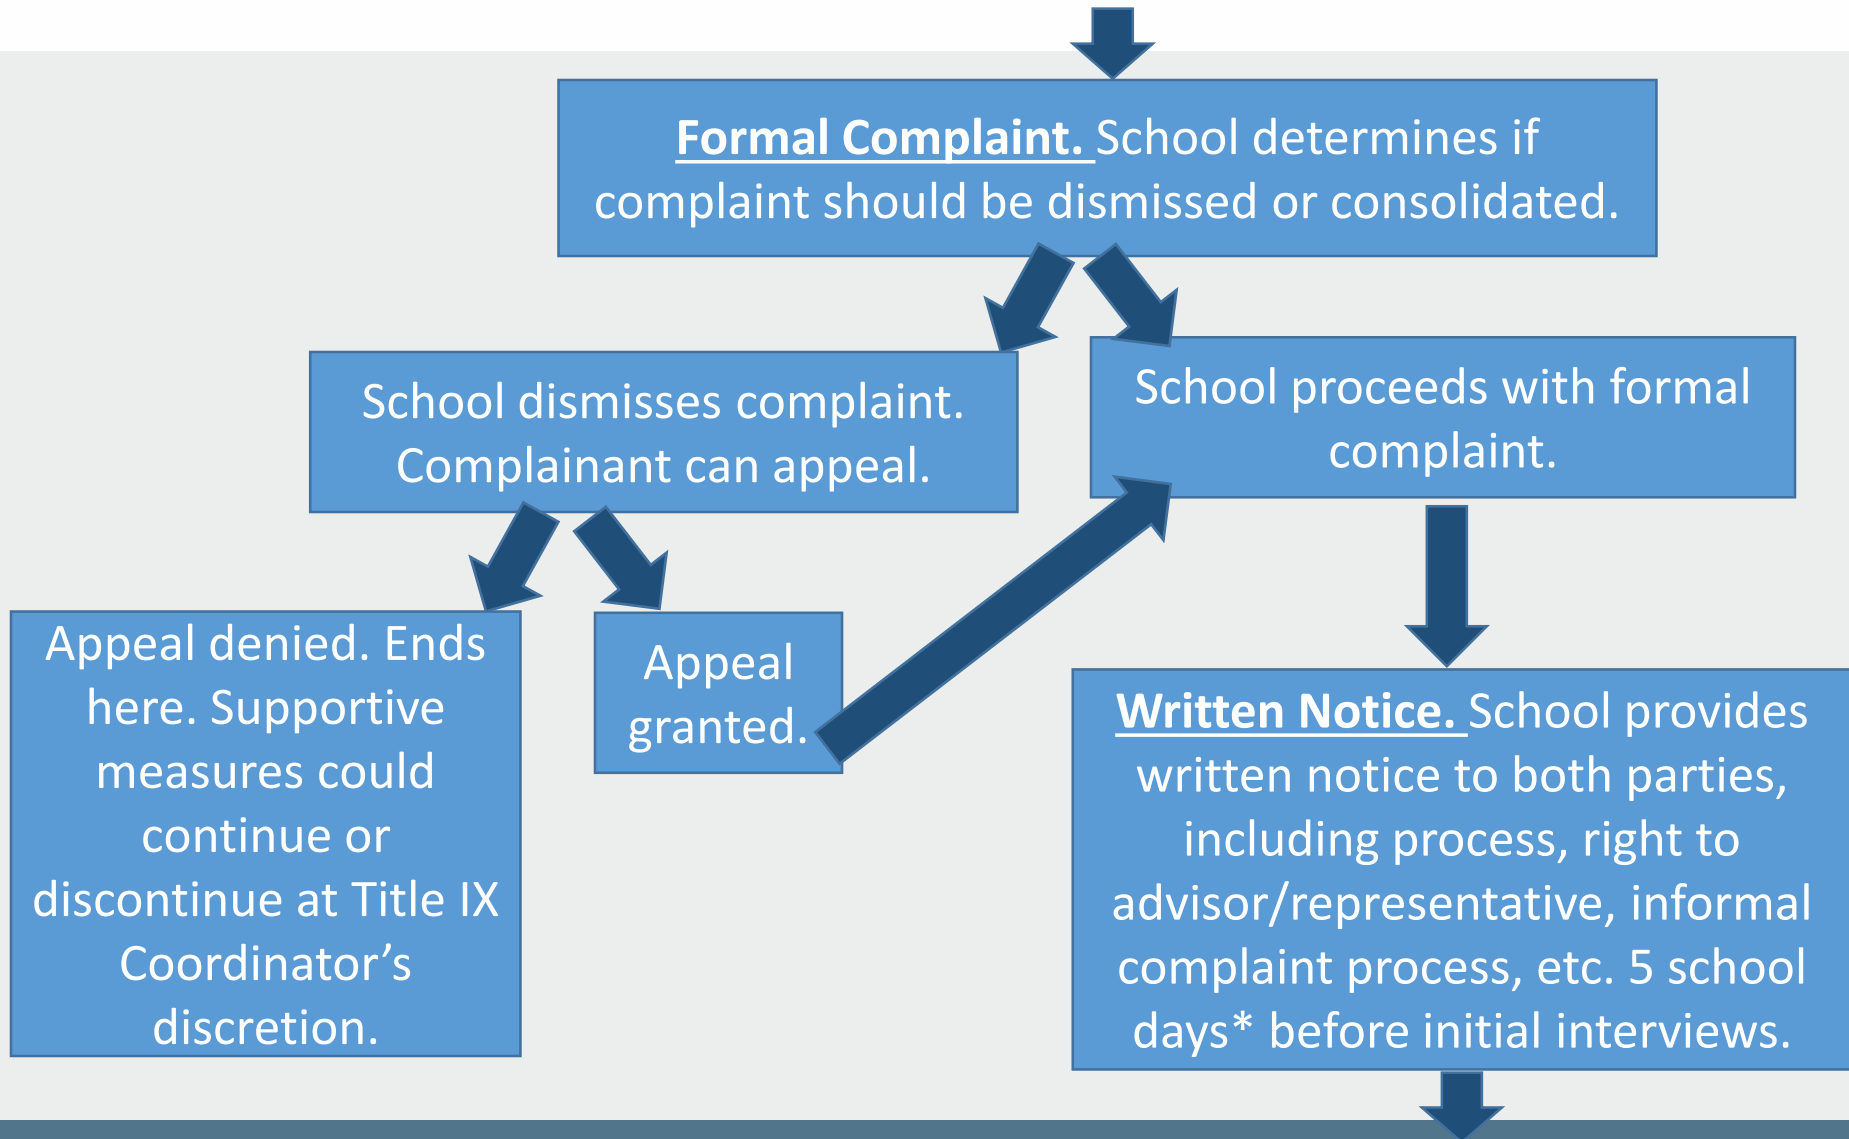 Formal Complaint. School determines if
complaint should be dismissed or consolidated.
School dismisses complaint.
Complainant can appeal.
School proceeds with formal
complaint.
Appeal denied. Ends
here. Supportive
measures could
continue or
discontinue at Title IX
Coordinator’s
discretion.
Appeal
granted.
Written Notice. School provides
written notice to both parties,
including process, right to
advisor/representative, informal
complaint process, etc. 5 school
days* before initial interviews.